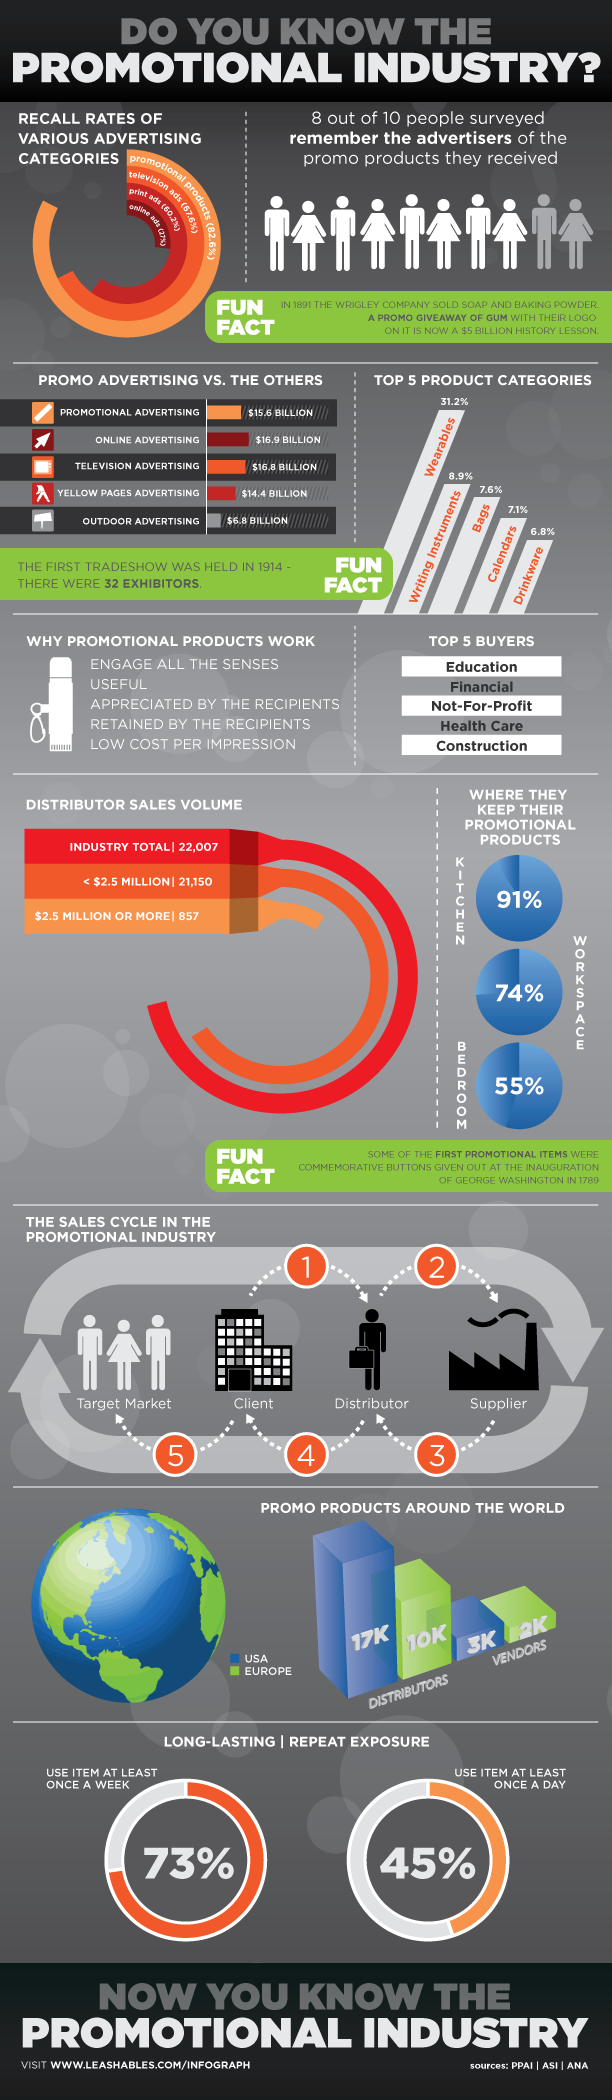 DO YOU KNOW THE
PROMOTIONAL INDUSTRY?
RECALL RATES OF
VARIOUS ADVERTISING
CATEGORIES
promotional products (82.6%)
television ads (67.6%)
print ads (60.2%)
online ads (27%)
8 out of 10 people surveyed
remember the advertisers of the
promo products they received
FUN
FACT
IN 1891 THE WRIGLEY COMPANY SOLD SOAP AND BAKING POWDER.
A PROMO GIVEAWAY OF GUM WITH THEIR LOGO
ON IT IS NOW A $5 BILLION HISTORY LESSON.
PROMO ADVERTISING VS. THE OTHERS
PROMOTIONAL ADVERTISING $15.6 BILLION
ONLINE ADVERTISING $16.9 BILLION
TELEVISION ADVERTISING $16.8 BILLION
YELLOW PAGES ADVERTISING $14.4 BILLION
OUTDOOR ADVERTISING $6.8 BILLION
TOP 5 PRODUCT CATEGORIES
31.2%
Wearables
8.9%
Writing Instruments
7.6%
Bags
7.1%
Calendars
6.8%
Drinkware
THE FIRST TRADESHOW WAS HELD IN 1914 -
THERE WERE 32 EXHIBITORS.
FUN
FACT
WHY PROMOTIONAL PRODUCTS WORK
ENGAGE ALL THE SENSES
USEFUL
APPRECIATED BY THE RECIPIENTS
RETAINED BY THE RECIPIENTS
LOW COST PER IMPRESSION
TOP 5 BUYERS
Education
Financial
Not-For-Profit
Health Care
Construction
DISTRIBUTOR SALES VOLUME
INDUSTRY TOTAL | 22,007
< $2.5 MILLION | 21,150
$2.5 MILLION OR MORE | 857
WHERE THEY
KEEP THEIR
PROMOTIONAL
PRODUCTS
KITCHEN
91%
WORKSPACE
74%
BEDROOM
55%
FUN
FACT
SOME OF THE FIRST PROMOTIONAL ITEMS WERE
COMMEMORATIVE BUTTONS GIVEN OUT AT THE INAUGURATION
OF GEORGE WASHINGTON IN 1789
THE SALES CYCLE IN THE
PROMOTIONAL INDUSTRY
1 2
Target Market Client Distributor Supplier
5 4 3
PROMO PRODUCTS AROUND THE WORLD
17K 10K 3K 2K
DISTRIBUTORS VENDORS
USA
EUROPE
LONG-LASTING | REPEAT EXPOSURE
USE ITEM AT LEAST
ONCE A WEEK
73%
USE ITEM AT LEAST
ONCE A DAY
45%
NOW YOU KNOW THE
PROMOTIONAL INDUSTRY
VISIT WWW.LEASHABLES.COM/INFOGRAPH
sources: PPAI | ASI | ANA